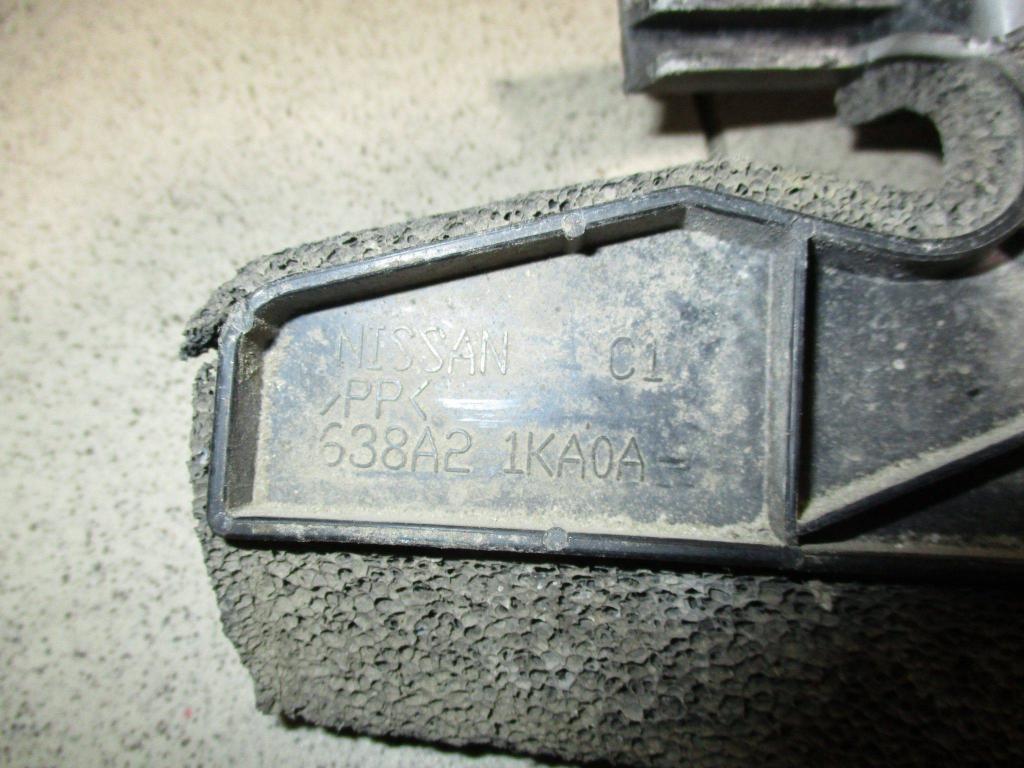 NISSAN C1
>PP<
638A2 1KA0A-